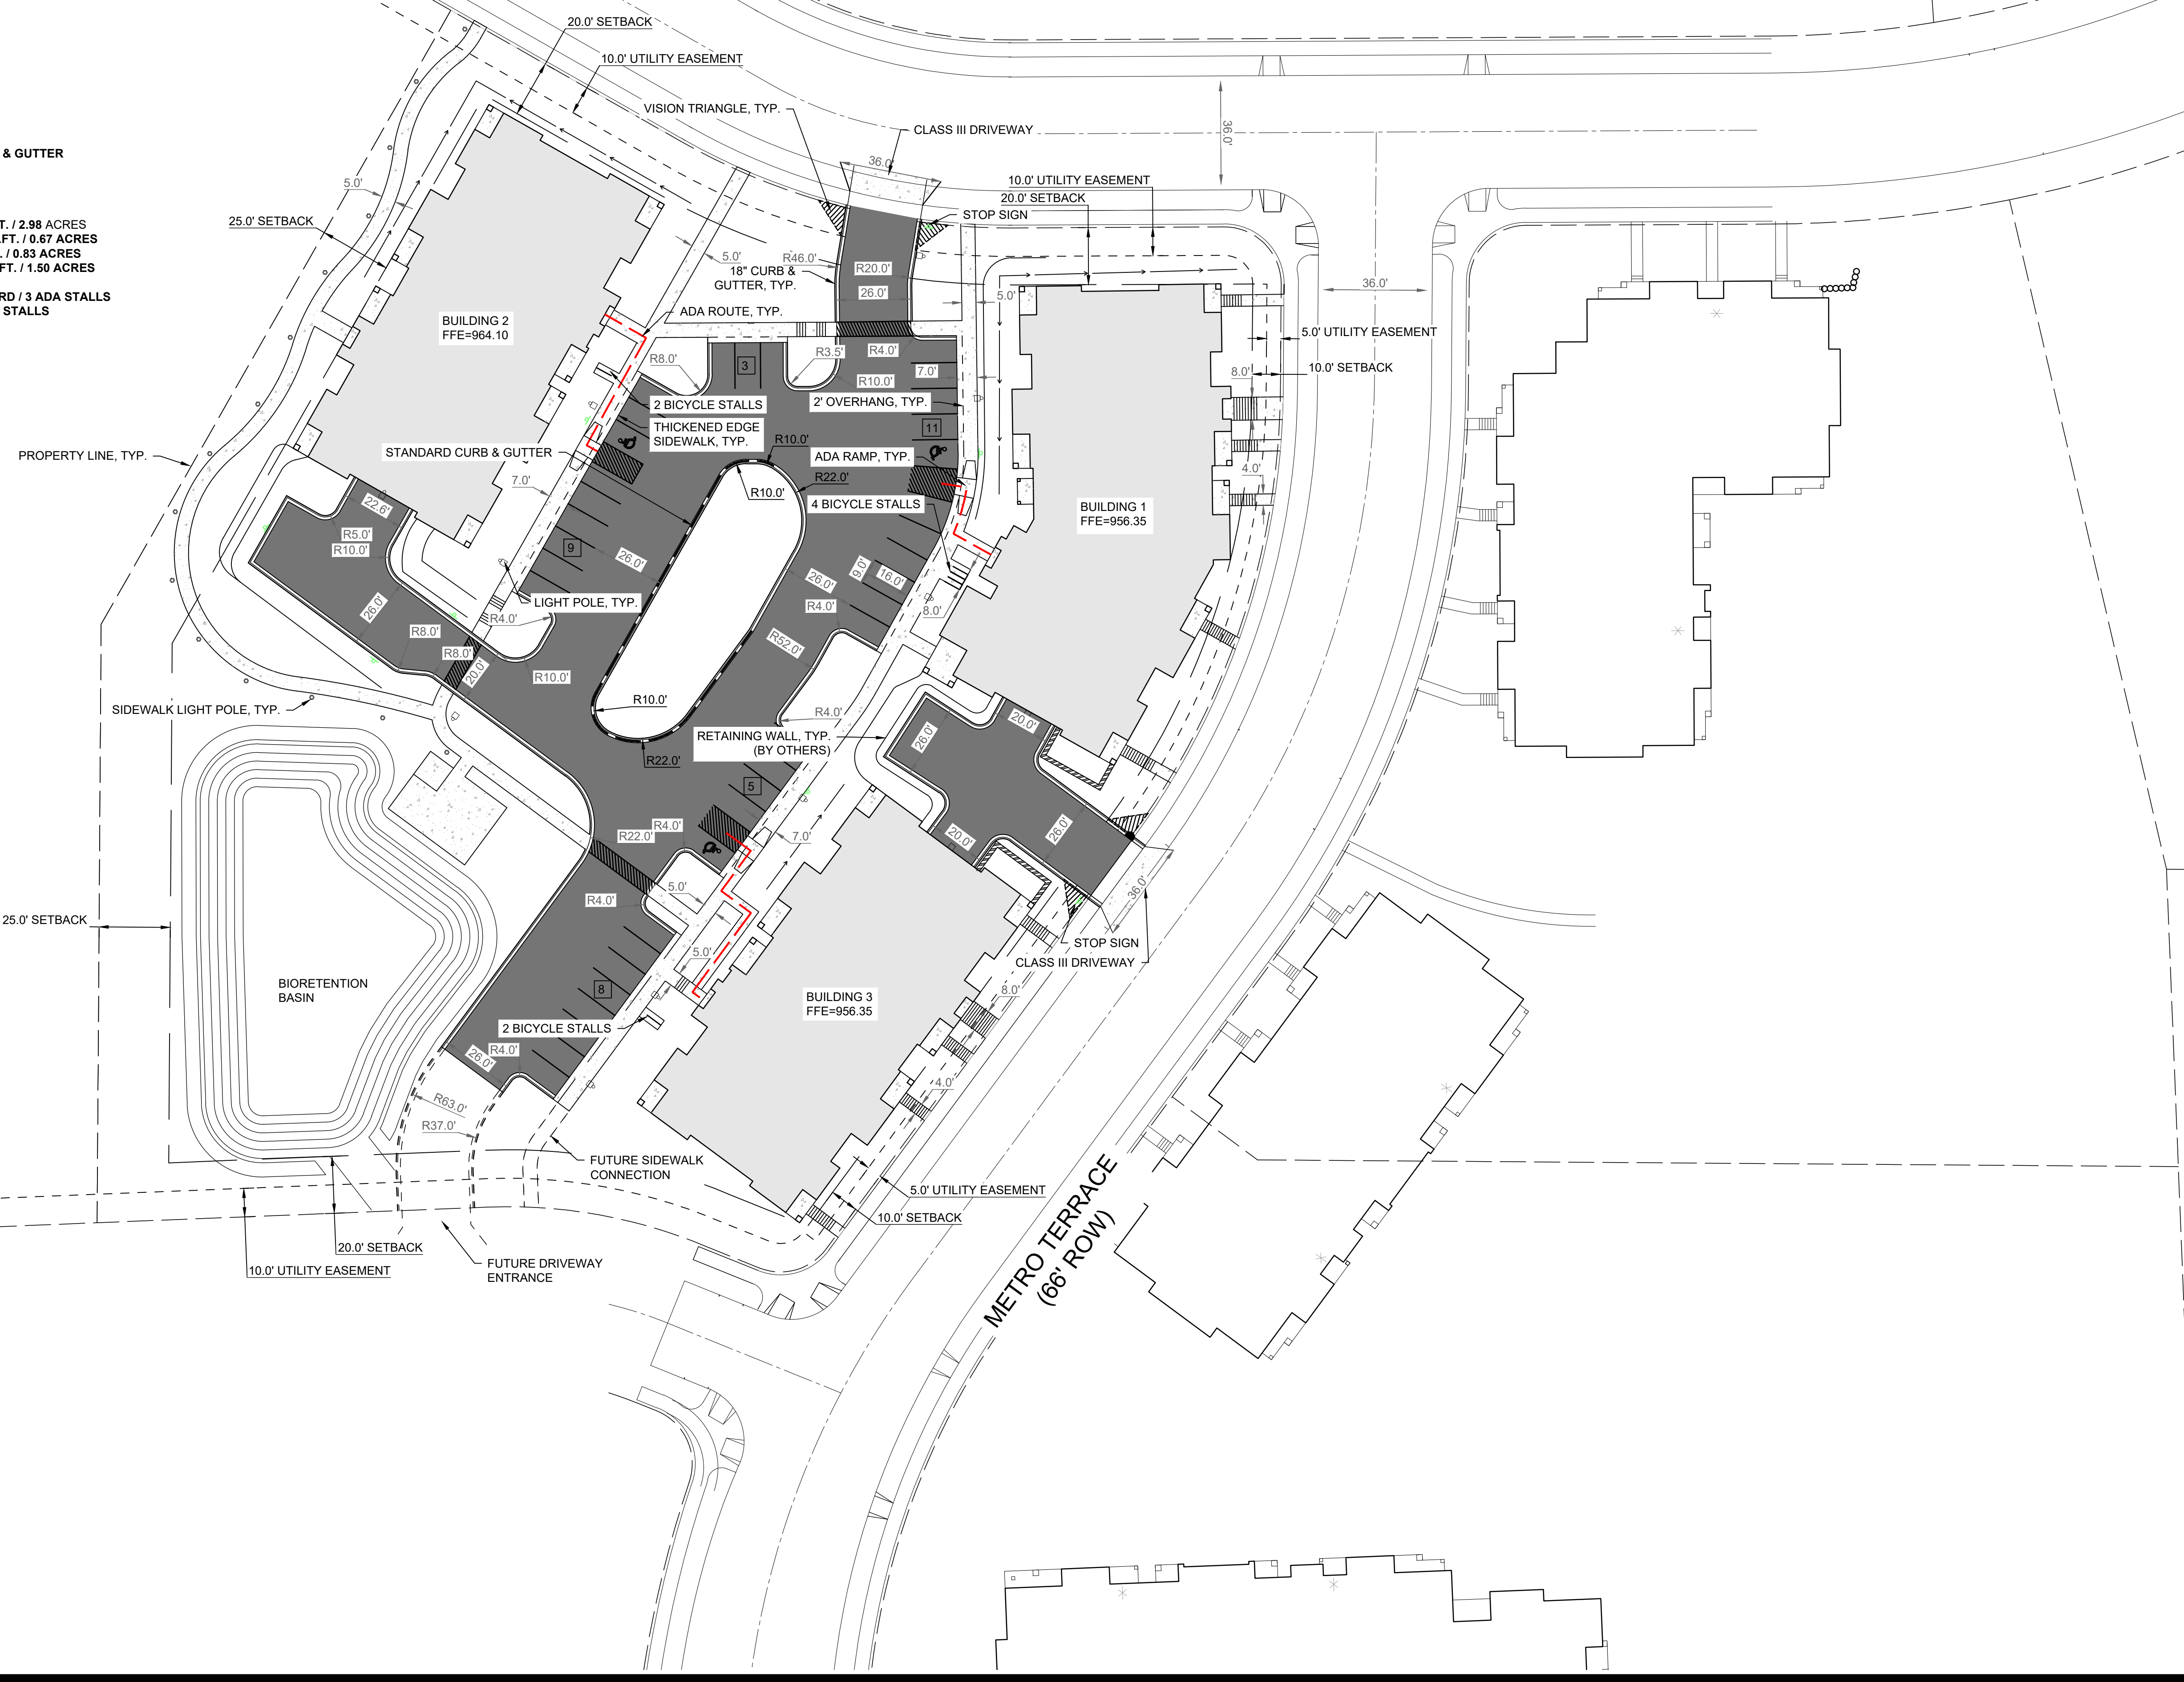 20.0' SETBACK
10.0' UTILITY EASEMENT
VISION TRIANGLE, TYP.
CLASS III DRIVEWAY
36.0'
36.0'
& GUTTER
5.0'
10.0' UTILITY EASEMENT
20.0' SETBACK
STOP SIGN
25.0' SETBACK
T. / 2.98 ACRES
.FT. / 0.67 ACRES
. / 0.83 ACRES
FT. / 1.50 ACRES
RD / 3 ADA STALLS
STALLS
5.0'
R46.0'
18" CURB &
GUTTER, TYP.
R20.0'
26.0'
5.0'
36.0'
ADA ROUTE, TYP.
5.0' UTILITY EASEMENT
BUILDING 2
FFE=964.10
R8.0'
3
R3.5'
R4.0'
R10.0'
7.0'
8.0'
10.0' SETBACK
2 BICYCLE STALLS
2' OVERHANG, TYP.
THICKENED EDGE
SIDEWALK, TYP.
11
STANDARD CURB & GUTTER
R10.0'
ADA RAMP, TYP.
PROPERTY LINE, TYP.
7.0'
R10.0'
R22.0'
4.0'
4 BICYCLE STALLS
BUILDING 1
FFE=956.35
22.6'
R5.0'
R10.0'
9
26.0'
26.0'
9.0'
16.0'
26.0'
LIGHT POLE, TYP.
R4.0'
R4.0'
8.0'
R8.0'
R8.0'
R52.0'
20.0'
R10.0'
SIDEWALK LIGHT POLE, TYP.
R10.0'
R4.0'
20.0'
RETAINING WALL, TYP.
(BY OTHERS)
26.0'
R22.0'
5
R4.0'
R22.0'
7.0'
20.0'
26.0'
5.0'
R4.0'
36.0'
25.0' SETBACK
STOP SIGN
CLASS III DRIVEWAY
5.0'
BIORETENTION
BASIN
8
BUILDING 3
FFE=956.35
8.0'
2 BICYCLE STALLS
R4.0'
26.0'
4.0'
R63.0'
R37.0'
FUTURE SIDEWALK
CONNECTION
5.0' UTILITY EASEMENT
10.0' SETBACK
METRO TERRACE
(66' ROW)
20.0' SETBACK
10.0' UTILITY EASEMENT
FUTURE DRIVEWAY
ENTRANCE